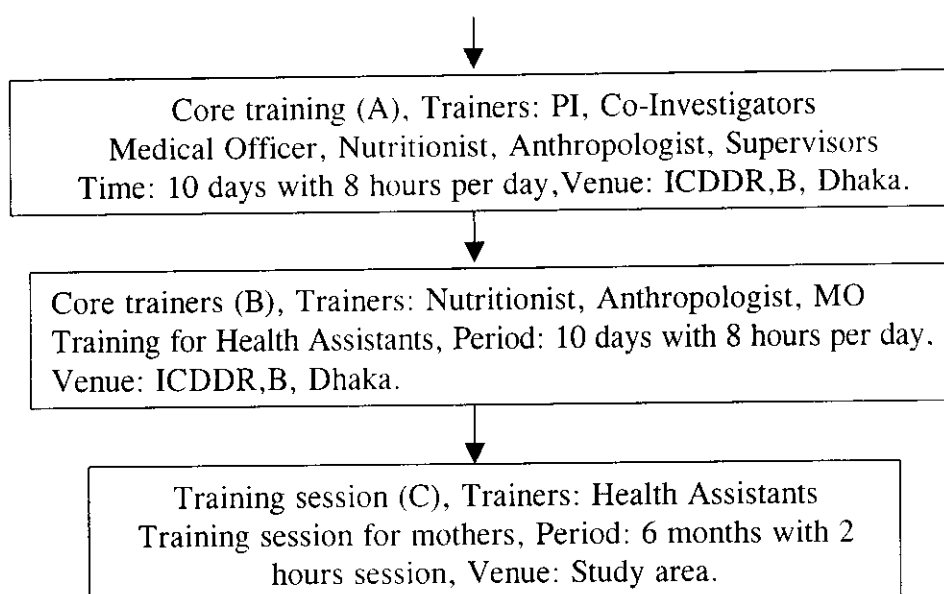 Core training (A), Trainers: PI, Co-Investigators
Medical Officer, Nutritionist, Anthropologist, Supervisors
Time: 10 days with 8 hours per day,Venue: ICDDR,B, Dhaka.
Core trainers (B), Trainers: Nutritionist, Anthropologist, MO
Training for Health Assistants, Period: 10 days with 8 hours per day.
Venue: ICDDR,B, Dhaka.
Training session (C), Trainers: Health Assistants
Training session for mothers, Period: 6 months with 2
hours session, Venue: Study area.